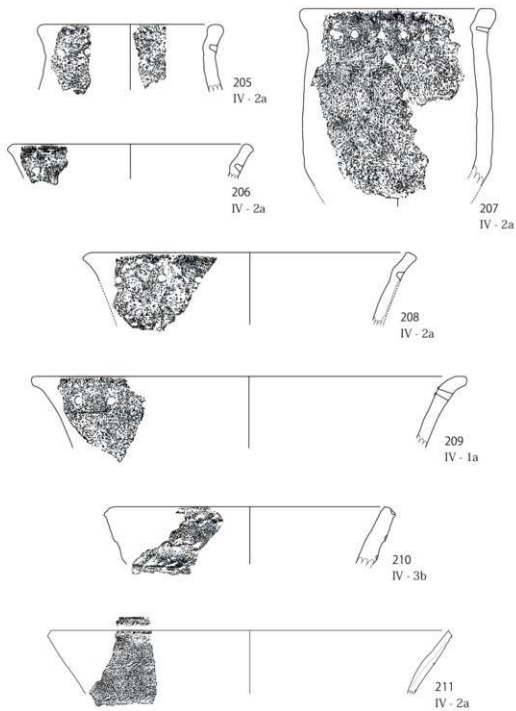 205
IV - 2a
206
IV - 2a
207
IV - 2a
208
IV - 2a
209
IV - 1a
210
IV - 3b
211
IV - 2a